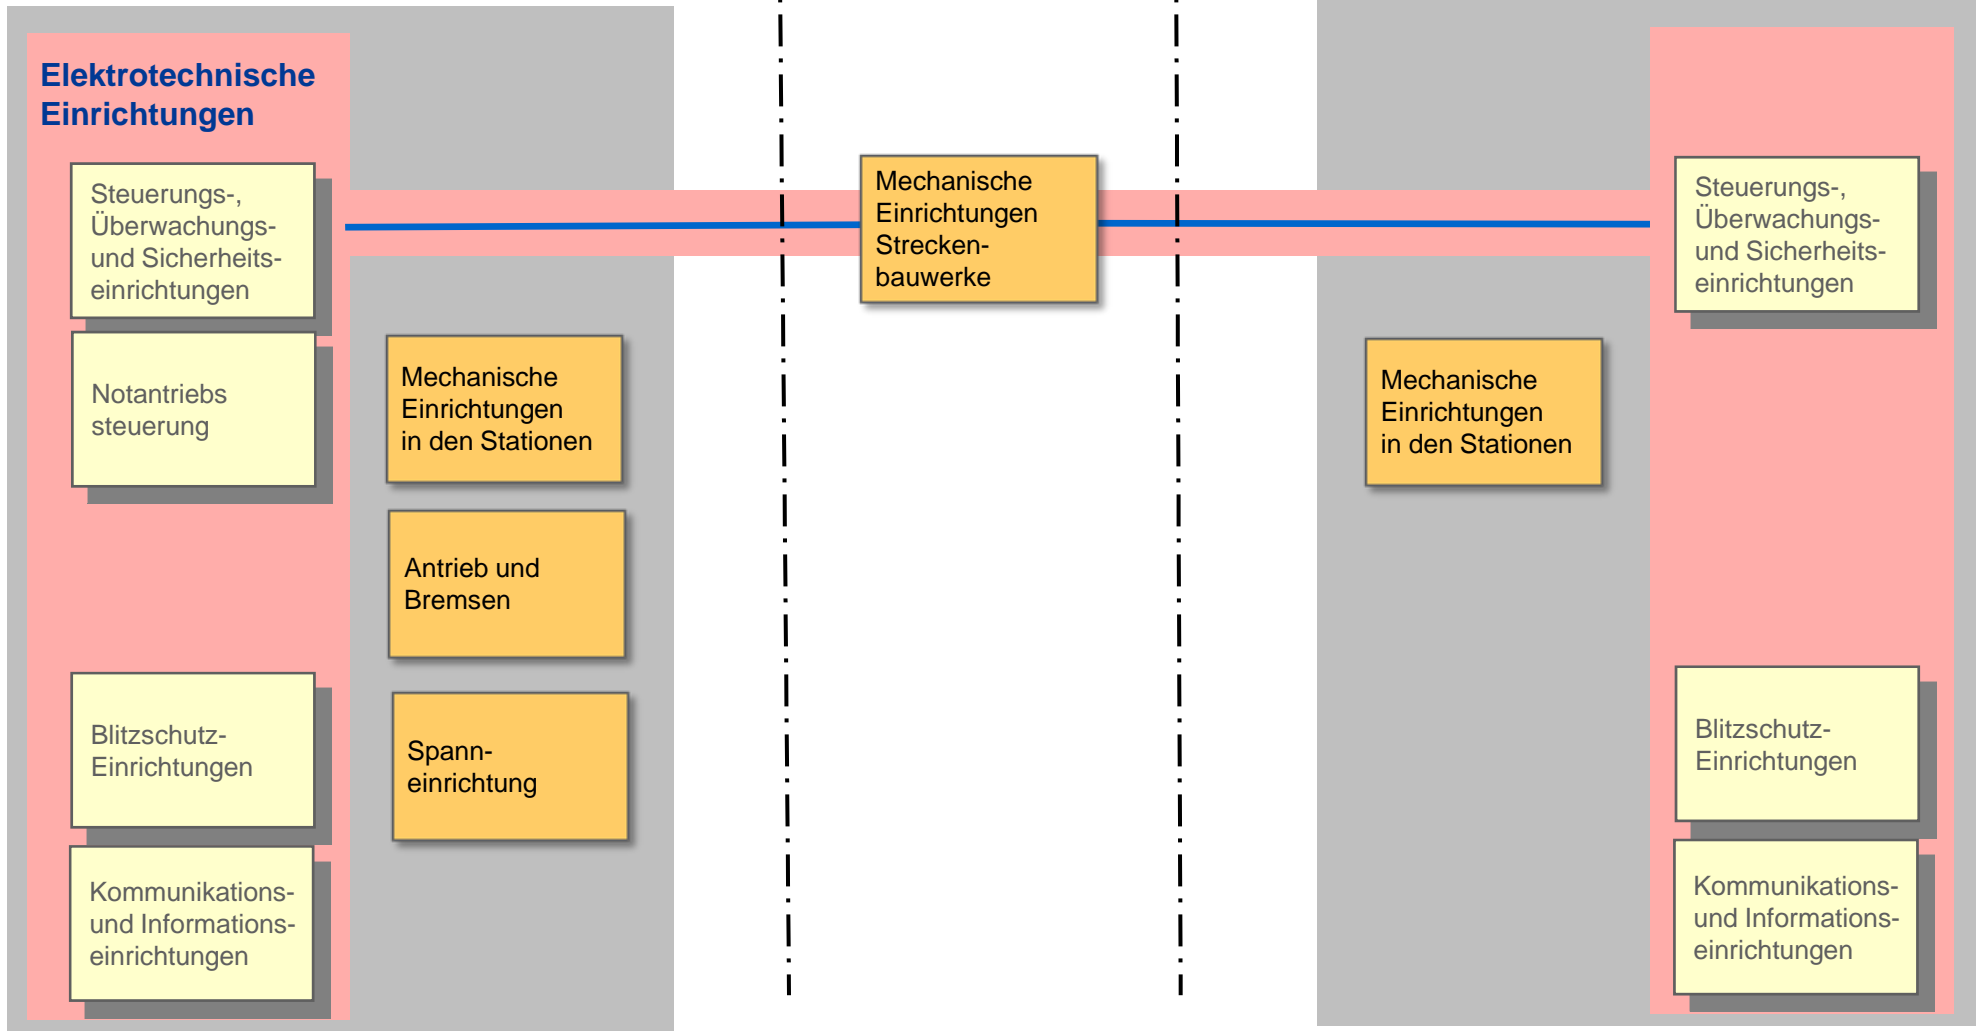 Elektrotechnische
Einrichtungen
Steuerungs-,
Überwachungs-
und Sicherheits-
einrichtungen
Notantriebs
steuerung
Blitzschutz-
Einrichtungen
Kommunikations-
und Informations-
einrichtungen
Mechanische
Einrichtungen
in den Stationen
Antrieb und
Bremsen
Spann-
einrichtung
Mechanische
Einrichtungen
Strecken-
bauwerke
Mechanische
Einrichtungen
in den Stationen
Steuerungs-,
Überwachungs-
und Sicherheits-
einrichtungen
Blitzschutz-
Einrichtungen
Kommunikations-
und Informations-
einrichtungen